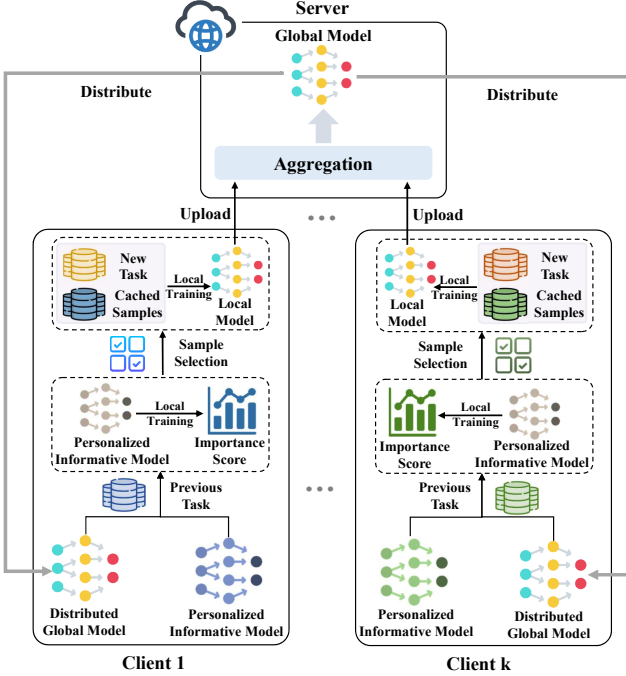 Server
Global Model
Distribute
Distribute
Aggregation
Upload
...
Upload
New
Task
Cached
Samples
Local
Training
Local
Model
Sample
Selection
Personalized
Informative Model
Local
Training
Importance
Score
Previous
Task
Distributed
Global Model
Personalized
Informative Model
Client 1
...
New
Task
Cached
Samples
Local
Training
Local
Model
Sample
Selection
Importance
Score
Local
Training
Personalized
Informative Model
Previous
Task
Personalized
Informative Model
Distributed
Global Model
Client k